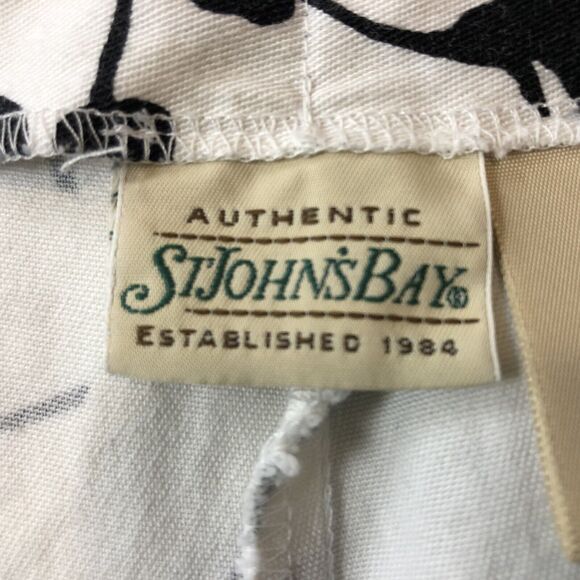 AUTHENTIC
ST.JOHN'S BAY®
ESTABLISHED 1984